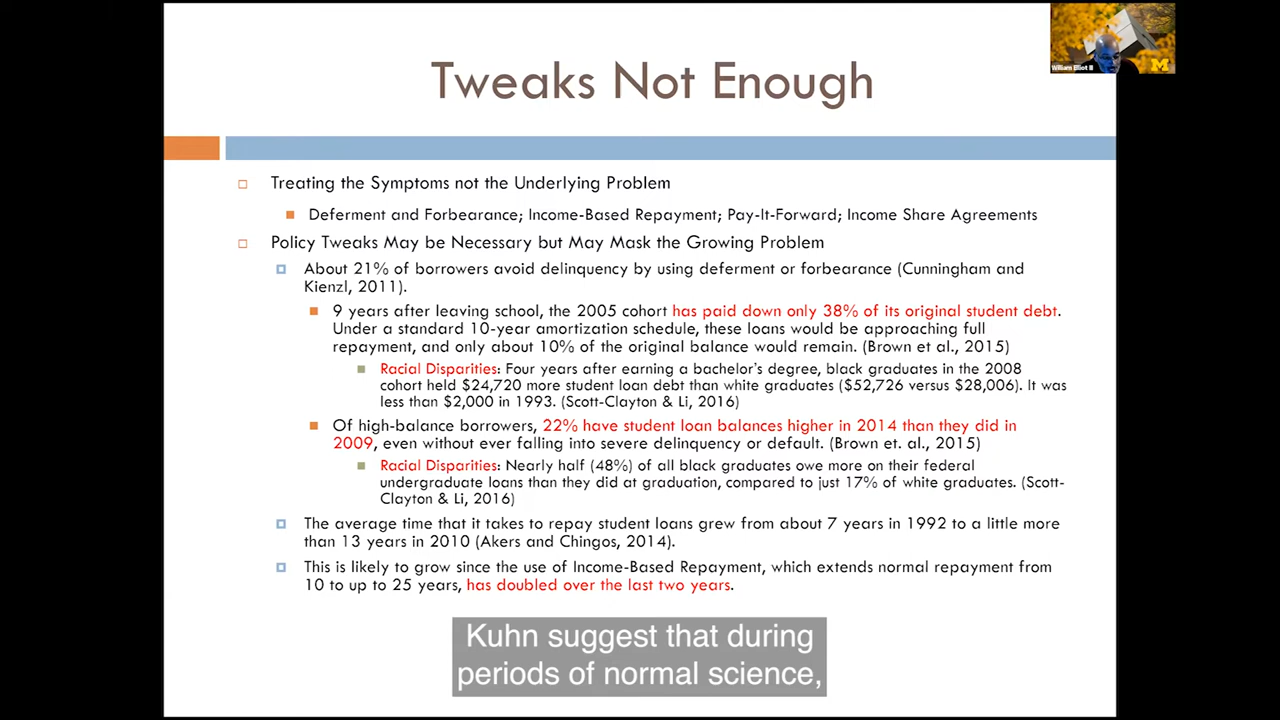 William Elliot III
M
Tweaks Not Enough
Treating the Symptoms not the Underlying Problem
Deferment and Forbearance; Income-Based Repayment; Pay-It-Forward; Income Share Agreements
Policy Tweaks May be Necessary but May Mask the Growing Problem
About 21% of borrowers avoid delinquency by using deferment or forbearance (Cunningham and
Kienzl, 2011).
9 years after leaving school, the 2005 cohort has paid down only 38% of its original student debt.
Under a standard 10-year amortization schedule, these loans would be approaching full
repayment, and only about 10% of the original balance would remain. (Brown et al., 2015)
Racial Disparities: Four years after earning a bachelor's degree, black graduates in the 2008
cohort held $24,720 more student loan debt than white graduates ($52,726 versus $28,006). It was
less than $2,000 in 1993. (Scott-Clayton & Li, 2016)
Of high-balance borrowers, 22% have student loan balances higher in 2014 than they did in
2009, even without ever falling into severe delinquency or default. (Brown et. al., 2015)
Racial Disparities: Nearly half (48%) of all black graduates owe more on their federal
undergraduate loans than they did at graduation, compared to just 17% of white graduates. (Scott-
Clayton & Li, 2016)
The average time that it takes to repay student loans grew from about 7 years in 1992 to a little more
than 13 years in 2010 (Akers and Chingos, 2014).
This is likely to grow since the use of Income-Based Repayment, which extends normal repayment from
10 to up to 25 years, has doubled over the last two years.
Kuhn suggest that during
periods of normal science,